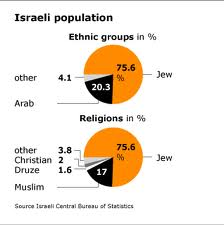 Israeli population
Ethnic groups in %
75.6
%
Jew
other 4.1
20.3
Arab
Religions in %
75.6
%
Jew
other 3.8
Christian 2
Druze 1.6
17
Muslim
Source Israeli Central Bureau of Statistics